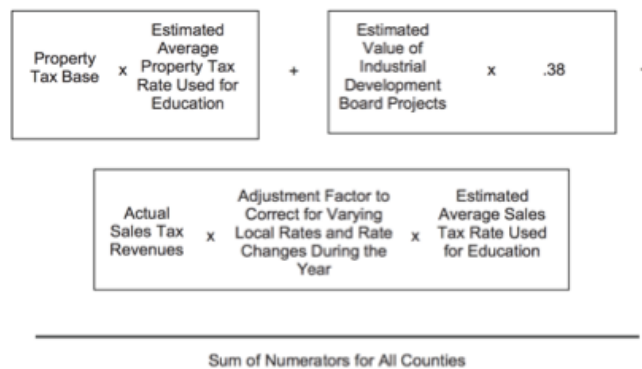 Property
Tax Base
x
Estimated
Average
Property Tax
Rate Used for
Education
+
Estimated
Value of
Industrial
Development
Board Projects
x
.38
Actual
Sales Tax
Revenues
x
Adjustment Factor to
Correct for Varying
Local Rates and Rate
Changes During the
Year
x
Estimated
Average Sales
Tax Rate Used
for Education
Sum of Numerators for All Counties